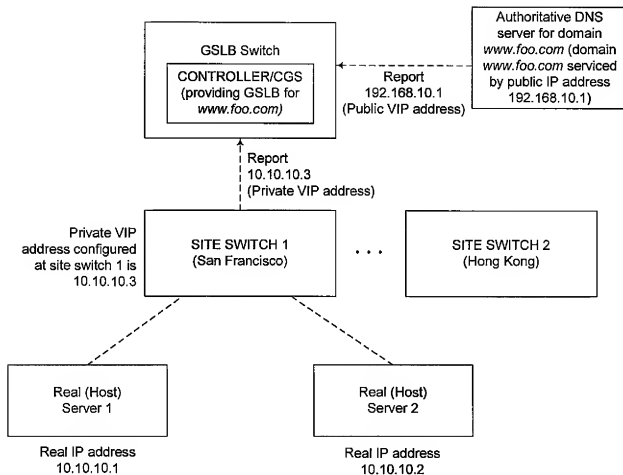 GSLB Switch
CONTROLLER/CGS
(providing GSLB for
www.foo.com)
Report
192.168.10.1
(Public VIP address)
Authoritative DNS
server for domain
www.foo.com (domain
www.foo.com serviced
by public IP address
192.168.10.1)
Report
10.10.10.3
(Private VIP address)
Private VIP
address configured
at site switch 1 is
10.10.10.3
SITE SWITCH 1
(San Francisco)
. . .
SITE SWITCH 2
(Hong Kong)
Real (Host)
Server 1
Real (Host)
Server 2
Real IP address
10.10.10.1
Real IP address
10.10.10.2